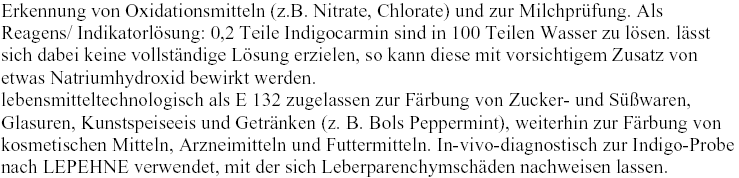 Erkennung von Oxidationsmitteln (z.B. Nitrate, Chlorate) und zur Milchprüfung. Als
Reagens/ Indikatorlösung: 0,2 Teile Indigocarmin sind in 100 Teilen Wasser zu lösen. lässt
sich dabei keine vollständige Lösung erzielen, so kann diese mit vorsichtigem Zusatz von
etwas Natriumhydroxid bewirkt werden.
lebensmitteltechnologisch als E 132 zugelassen zur Färbung von Zucker- und Süßwaren,
Glasuren, Kunstspeiseeis und Getränken (z. B. Bols Peppermint), weiterhin zur Färbung von
kosmetischen Mitteln, Arzneimitteln und Futtermitteln. In-vivo-diagnostisch zur Indigo-Probe
nach LEPEHNE verwendet, mit der sich Leberparenchymschäden nachweisen lassen.